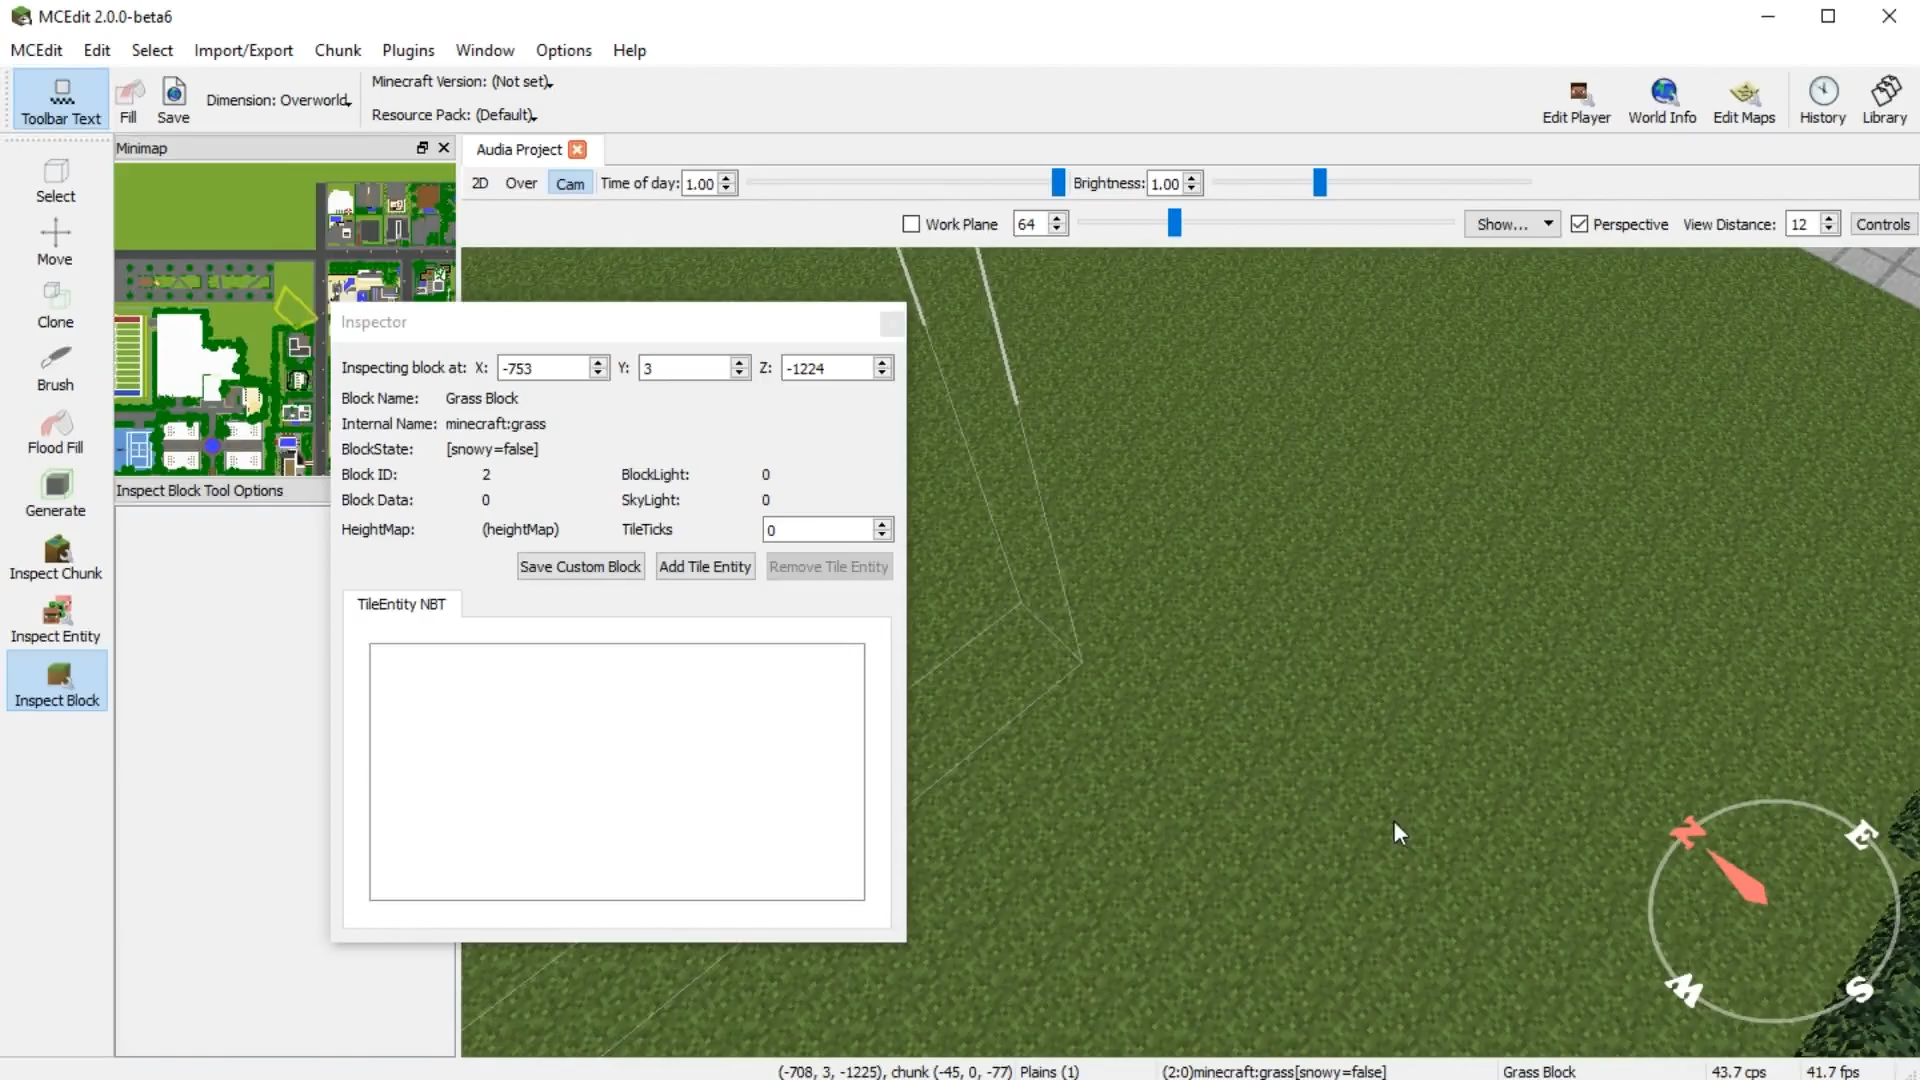 MCEdit 2.0.0-beta6
MCEdit Edit Select Import/Export Chunk Plugins Window Options Help
Toolbar Text Fill Save Dimension: Overworld
Minecraft Version: (Not set)
Resource Pack: (Default)
Edit Player World Info Edit Maps History Library
Select
Move
Clone
Brush
Flood Fill
Generate
Inspect Chunk
Inspect Entity
Inspect Block
Minimap
Inspect Block Tool Options
Audia Project
2D Over Cam Time of day: 1.00 Brightness: 1.00
Work Plane 64 Show... Perspective View Distance: 12 Controls
Inspector
Inspecting block at: X: -753 Y: 3 Z: -1224
Block Name: Grass Block
Internal Name: minecraft:grass
BlockState: [snowy=false]
Block ID: 2 BlockLight: 0
Block Data: 0 SkyLight: 0
HeightMap: (heightMap) TileTicks 0
Save Custom Block Add Tile Entity Remove Tile Entity
TileEntity NBT
N E
W S
(-708, 3, -1225), chunk (-45, 0, -77) Plains (1) (2:0)minecraft:grass[snowy=false] Grass Block 43.7 cps 41.7 fps